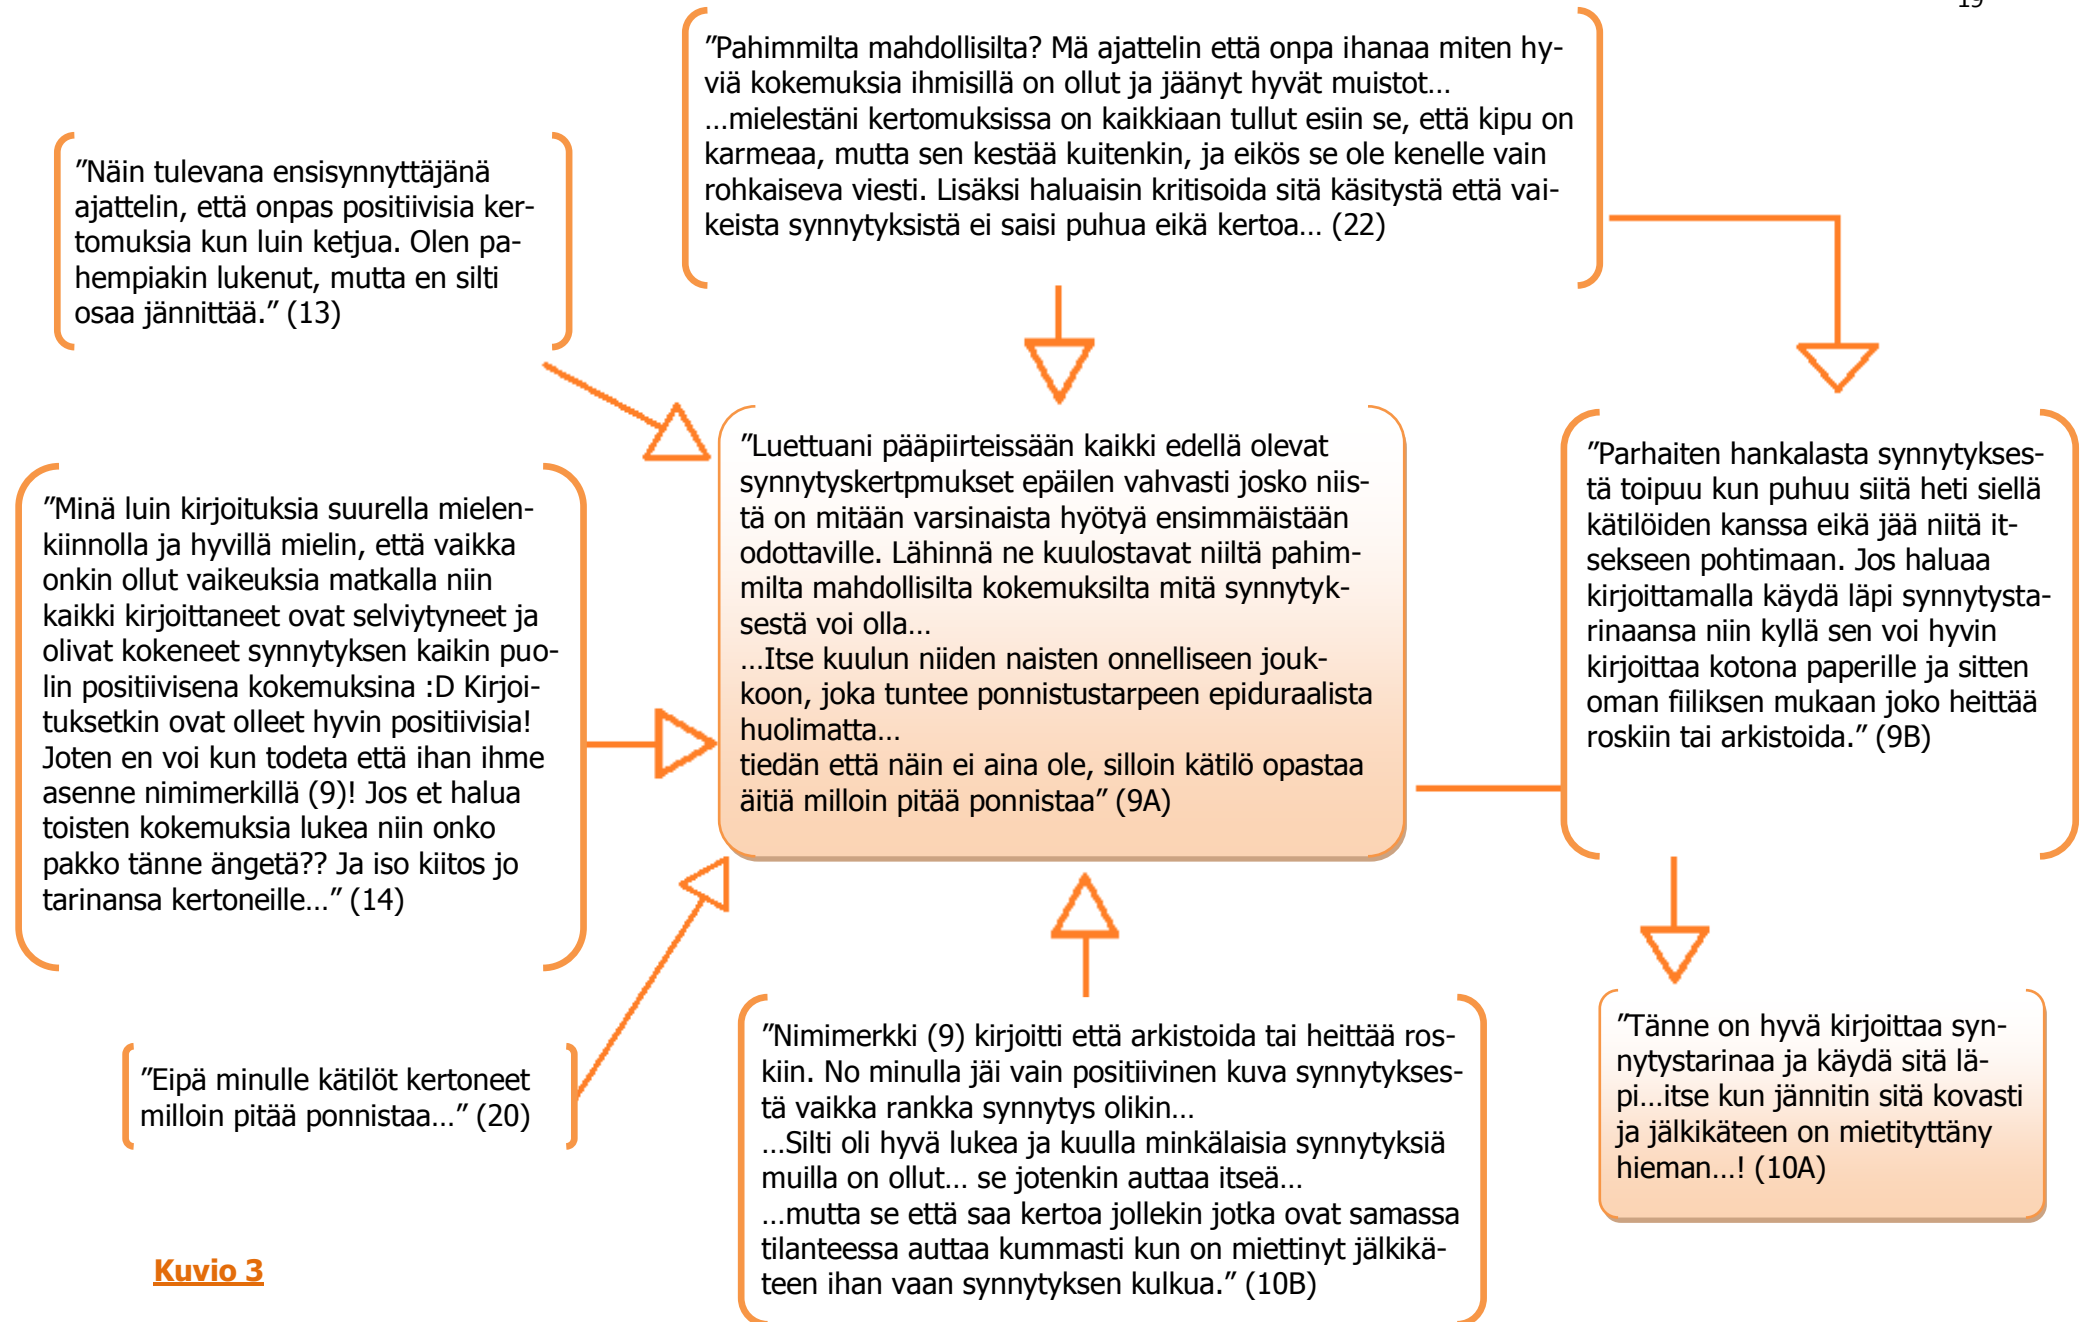 19
"Pahimmilta mahdollisilta? Mä ajattelin että onpa ihanaa miten hy-
viä kokemuksia ihmisillä on ollut ja jäänyt hyvät muistot…
…mielestäni kertomuksissa on kaikkiaan tullut esiin se, että kipu on
karmeaa, mutta sen kestää kuitenkin, ja eikös se ole kenelle vain
rohkaiseva viesti. Lisäksi haluaisin kritisoida sitä käsitystä että vai-
keista synnytyksistä ei saisi puhua eikä kertoa… (22)
"Näin tulevana ensisynnyttäjänä
ajattelin, että onpas positiivisia ker-
tomuksia kun luin ketjua. Olen pa-
hempiakin lukenut, mutta en silti
osaa jännittää." (13)
"Minä luin kirjoituksia suurella mielen-
kiinnolla ja hyvillä mielin, että vaikka
onkin ollut vaikeuksia matkalla niin
kaikki kirjoittaneet ovat selviytyneet ja
olivat kokeneet synnytyksen kaikin puo-
lin positiivisena kokemuksina :D Kirjoi-
tuksetkin ovat olleet hyvin positiivisia!
Joten en voi kun todeta että ihan ihme
asenne nimimerkillä (9)! Jos et halua
toisten kokemuksia lukea niin onko
pakko tänne ängetä?? Ja iso kiitos jo
tarinansa kertoneille…" (14)
"Luettuani pääpiirteissään kaikki edellä olevat
synnytyskertpmukset epäilen vahvasti josko niis-
tä on mitään varsinaista hyötyä ensimmäistään
odottaville. Lähinnä ne kuulostavat niiltä pahim-
milta mahdollisilta kokemuksilta mitä synnytyk-
sestä voi olla…
…Itse kuulun niiden naisten onnelliseen jouk-
koon, joka tuntee ponnistustarpeen epiduraalista
huolimatta…
tiedän että näin ei aina ole, silloin kätilö opastaa
äitiä milloin pitää ponnistaa" (9A)
"Parhaiten hankalasta synnytykses-
tä toipuu kun puhuu siitä heti siellä
kätilöiden kanssa eikä jää niitä it-
sekseen pohtimaan. Jos haluaa
kirjoittamalla käydä läpi synnytysta-
rinaansa niin kyllä sen voi hyvin
kirjoittaa kotona paperille ja sitten
oman fiiliksen mukaan joko heittää
roskiin tai arkistoida." (9B)
"Eipä minulle kätilöt kertoneet
milloin pitää ponnistaa…" (20)
"Nimimerkki (9) kirjoitti että arkistoida tai heittää ros-
kiin. No minulla jäi vain positiivinen kuva synnytykses-
tä vaikka rankka synnytys olikin…
…Silti oli hyvä lukea ja kuulla minkälaisia synnytyksiä
muilla on ollut… se jotenkin auttaa itseä…
…mutta se että saa kertoa jollekin jotka ovat samassa
tilanteessa auttaa kummasti kun on miettinyt jälkikä-
teen ihan vaan synnytyksen kulkua." (10B)
"Tänne on hyvä kirjoittaa syn-
nytystarinaa ja käydä sitä lä-
pi…itse kun jännitin sitä kovasti
ja jälkikäteen on mietityttäny
hieman…! (10A)
Kuvio 3